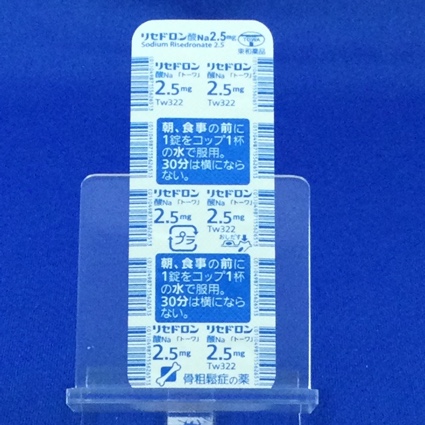 リセドロン酸Na2.5mg
Sodium Risedronate 2.5
TOWA
東和薬品
リセドロン リセドロン
酸Na「トーワ」 酸Na「トーワ」
2.5mg 2.5mg
Tw322 Tw322
朝、食事の前に
1錠をコップ1杯
の水で服用。
30分は横になら
ない。
リセドロン リセドロン
酸Na「トーワ」 酸Na「トーワ」
2.5mg 2.5mg
Tw322
プラ おしだす
朝、食事の前に
1錠をコップ1杯
の水で服用。
30分は横になら
ない。
リセドロン リセドロン
酸Na「トーワ」 酸Na「トーワ」
2.5mg 2.5mg
Tw322
骨粗鬆症の薬